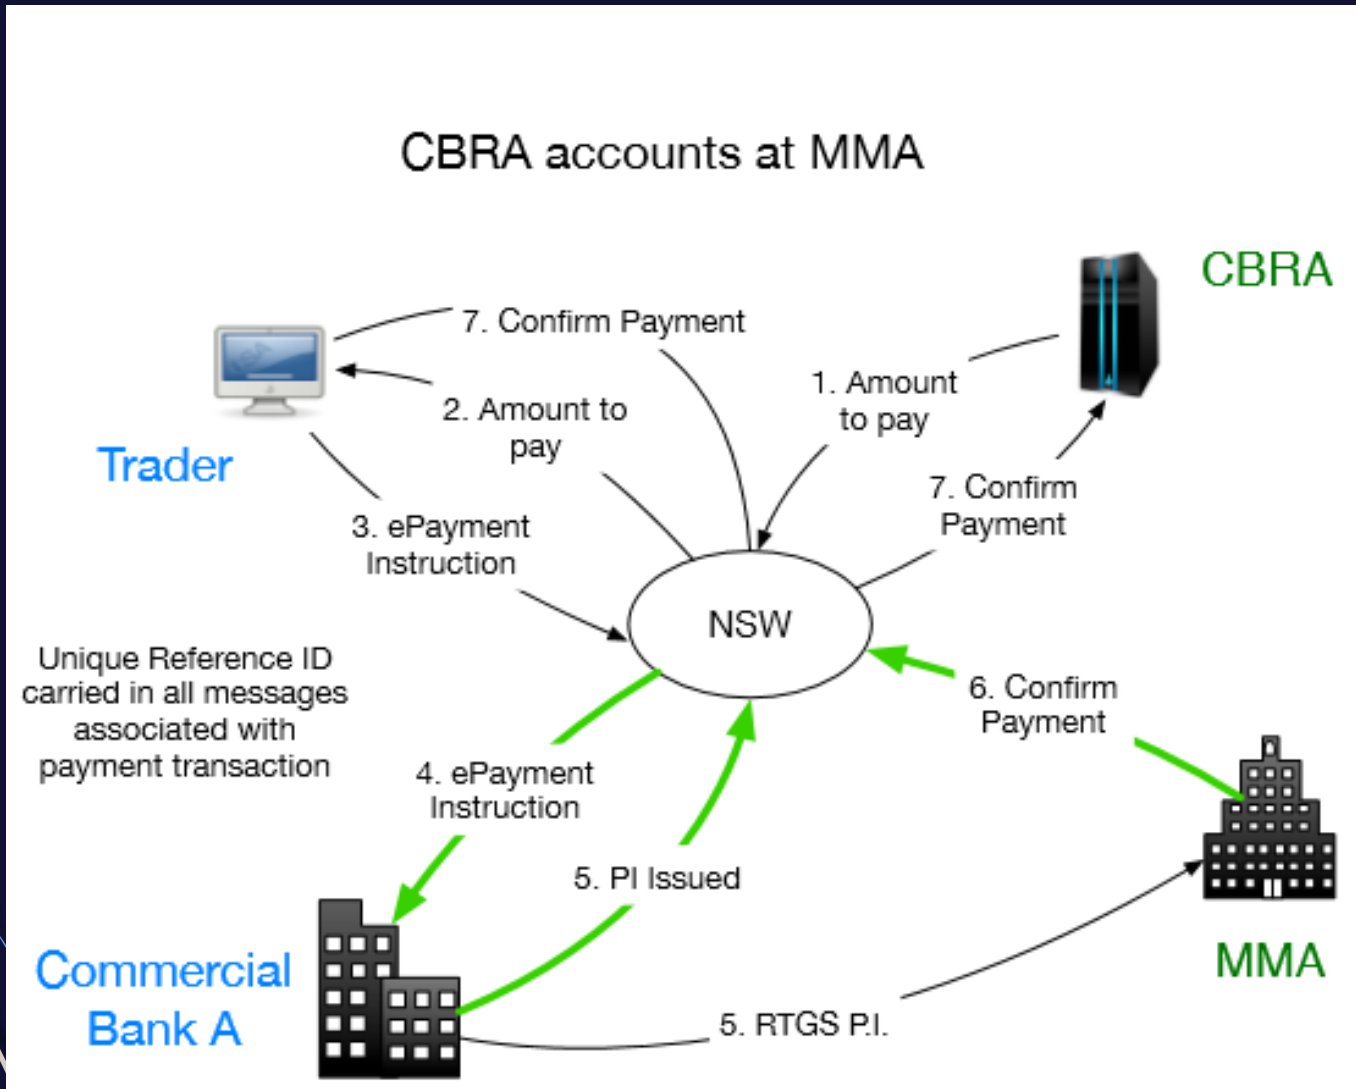 CBRA accounts at MMA
CBRA
7. Confirm Payment
1. Amount
to pay
2. Amount to
pay
Trader
7. Confirm
Payment
3. ePayment
Instruction
NSW
Unique Reference ID
carried in all messages
associated with
payment transaction
6. Confirm
Payment
4. ePayment
Instruction
5. PI Issued
Commercial
Bank A
MMA
5. RTGS P.I.